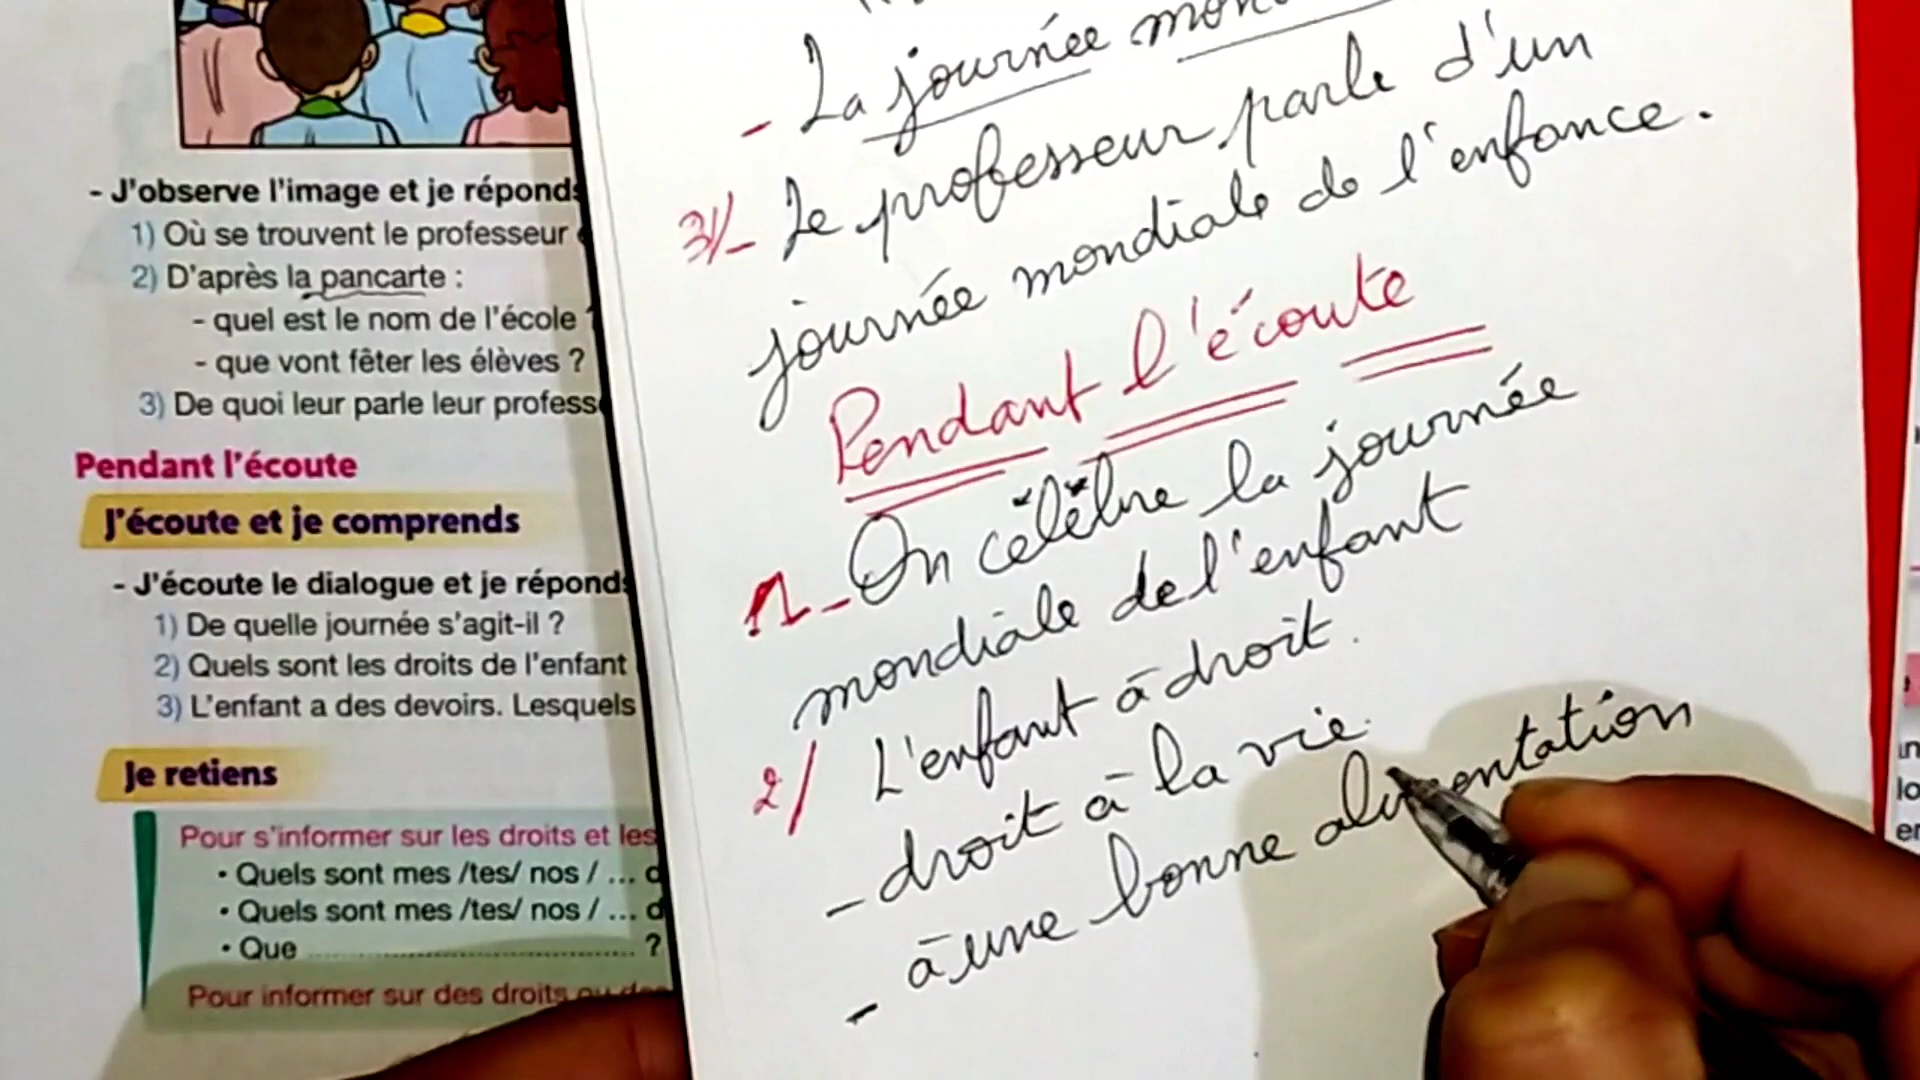 - J'observe l'image et je réponds
1) Où se trouvent le professeur
2) D'après la pancarte :
- quel est le nom de l'école
- que vont fêter les élèves ?
3) De quoi leur parle leur profess
Pendant l'écoute
J'écoute et je comprends
- J'écoute le dialogue et je réponds
1) De quelle journée s'agit-il ?
2) Quels sont les droits de l'enfant
3) L'enfant a des devoirs. Lesquels
Je retiens
Pour s'informer sur les droits et les
• Quels sont mes /tes/ nos / ... d
• Quels sont mes /tes/ nos / ... d
• Que .......................................... ?
Pour informer sur des droits ou des
- La journée mon
3/- Le professeur parle d'un
journée mondiale de l'enfance.
Pendant l'écoute
1- On célèbre la journée
mondiale de l'enfant
2/ L'enfant à droit.
- droit à la vie.
- à une bonne alimentation